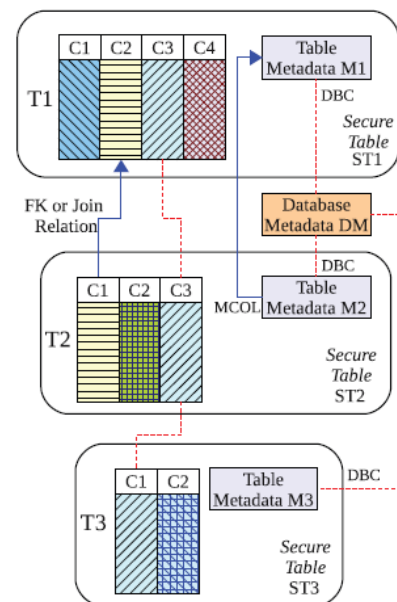 C1 C2 C3 C4
T1
Table
Metadata M1
DBC
Secure
Table
ST1
FK or Join
Relation
Database
Metadata DM
DBC
C1 C2 C3
T2
MCOL
Table
Metadata M2
Secure
Table
ST2
C1 C2
T3
Table
Metadata M3
DBC
Secure
Table
ST3